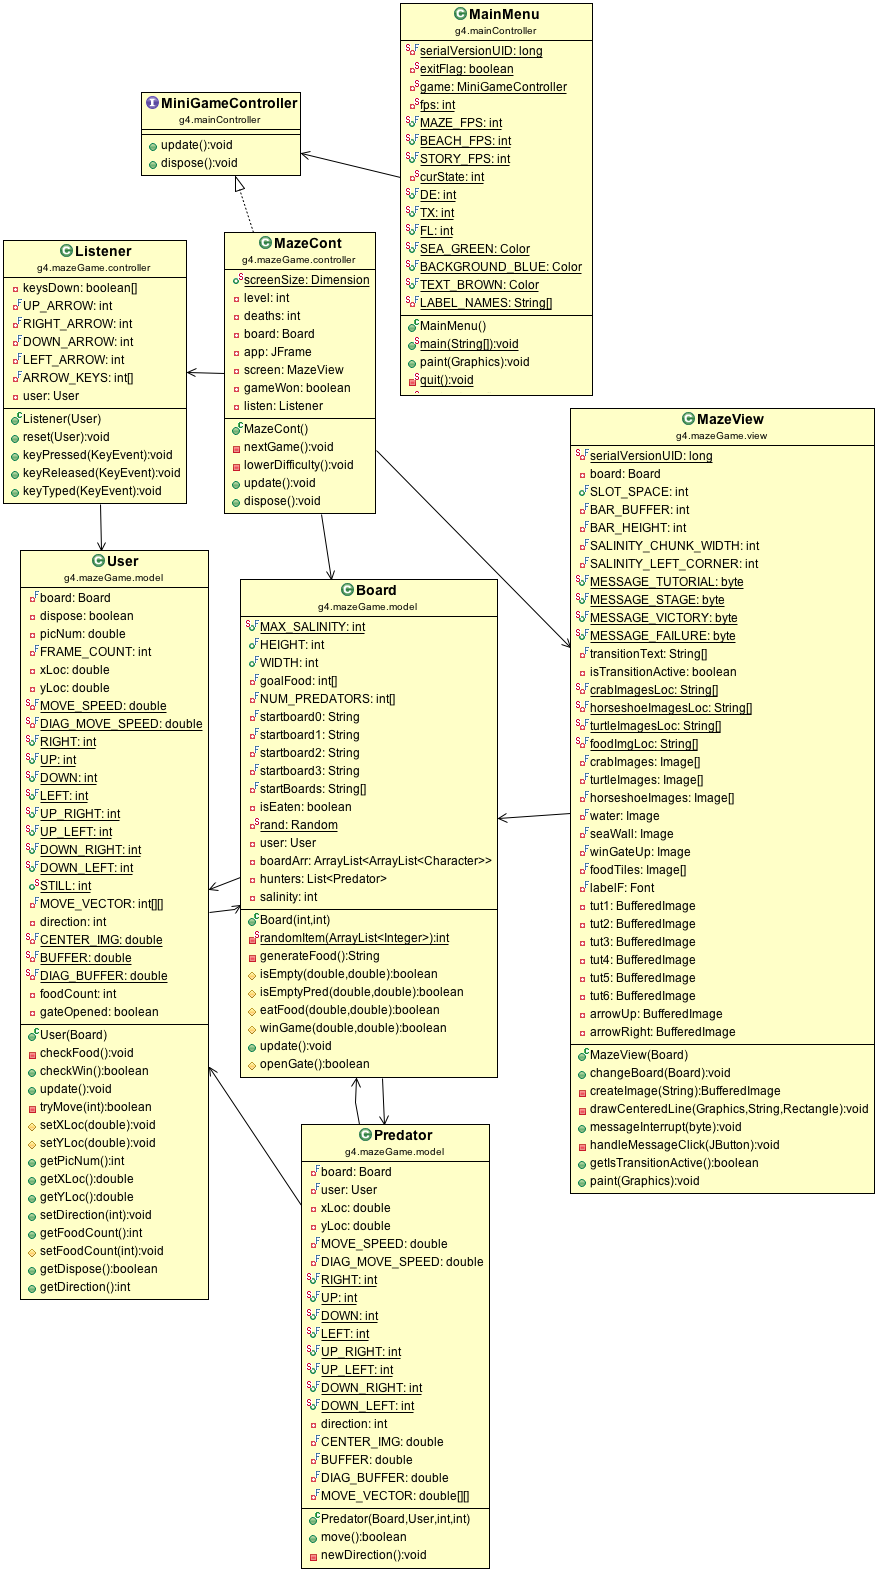 MainMenu
g4.mainController
serialVersionUID: long
exitFlag: boolean
game: MiniGameController
fps: int
MAZE_FPS: int
BEACH_FPS: int
STORY_FPS: int
curState: int
DE: int
TX: int
FL: int
SEA_GREEN: Color
BACKGROUND_BLUE: Color
TEXT_BROWN: Color
LABEL_NAMES: String[]
MainMenu()
main(String[]):void
paint(Graphics):void
quit():void
MiniGameController
g4.mainController
update():void
dispose():void
Listener
g4.mazeGame.controller
keysDown: boolean[]
UP_ARROW: int
RIGHT_ARROW: int
DOWN_ARROW: int
LEFT_ARROW: int
ARROW_KEYS: int[]
user: User
Listener(User)
reset(User):void
keyPressed(KeyEvent):void
keyReleased(KeyEvent):void
keyTyped(KeyEvent):void
MazeCont
g4.mazeGame.controller
screenSize: Dimension
level: int
deaths: int
board: Board
app: JFrame
screen: MazeView
gameWon: boolean
listen: Listener
MazeCont()
nextGame():void
lowerDifficulty():void
update():void
dispose():void
MazeView
g4.mazeGame.view
serialVersionUID: long
board: Board
SLOT_SPACE: int
BAR_BUFFER: int
BAR_HEIGHT: int
SALINITY_CHUNK_WIDTH: int
SALINITY_LEFT_CORNER: int
MESSAGE_TUTORIAL: byte
MESSAGE_STAGE: byte
MESSAGE_VICTORY: byte
MESSAGE_FAILURE: byte
transitionText: String[]
isTransitionActive: boolean
crabImagesLoc: String[]
horseshoeImagesLoc: String[]
turtleImagesLoc: String[]
foodImgLoc: String[]
crabImages: Image[]
turtleImages: Image[]
horseshoeImages: Image[]
water: Image
seaWall: Image
winGateUp: Image
foodTiles: Image[]
labelF: Font
tut1: BufferedImage
tut2: BufferedImage
tut3: BufferedImage
tut4: BufferedImage
tut5: BufferedImage
tut6: BufferedImage
arrowUp: BufferedImage
arrowRight: BufferedImage
MazeView(Board)
changeBoard(Board):void
createImage(String):BufferedImage
drawCenteredLine(Graphics,String,Rectangle):void
messageInterrupt(byte):void
handleMessageClick(JButton):void
getIsTransitionActive():boolean
paint(Graphics):void
User
g4.mazeGame.model
board: Board
dispose: boolean
picNum: double
FRAME_COUNT: int
xLoc: double
yLoc: double
MOVE_SPEED: double
DIAG_MOVE_SPEED: double
RIGHT: int
UP: int
DOWN: int
LEFT: int
UP_RIGHT: int
UP_LEFT: int
DOWN_RIGHT: int
DOWN_LEFT: int
STILL: int
MOVE_VECTOR: int[][]
direction: int
CENTER_IMG: double
BUFFER: double
DIAG_BUFFER: double
foodCount: int
gateOpened: boolean
User(Board)
checkFood():void
checkWin():boolean
update():void
tryMove(int):boolean
setXLoc(double):void
setYLoc(double):void
getPicNum():int
getXLoc():double
getYLoc():double
setDirection(int):void
getFoodCount():int
setFoodCount(int):void
getDispose():boolean
getDirection():int
Board
g4.mazeGame.model
MAX_SALINITY: int
HEIGHT: int
WIDTH: int
goalFood: int[]
NUM_PREDATORS: int[]
startboard0: String
startboard1: String
startboard2: String
startboard3: String
startBoards: String[]
isEaten: boolean
rand: Random
user: User
boardArr: ArrayList<ArrayList<Character>>
hunters: List<Predator>
salinity: int
Board(int,int)
randomItem(ArrayList<Integer>):int
generateFood():String
isEmpty(double,double):boolean
isEmptyPred(double,double):boolean
eatFood(double,double):boolean
winGame(double,double):boolean
update():void
openGate():boolean
Predator
g4.mazeGame.model
board: Board
user: User
xLoc: double
yLoc: double
MOVE_SPEED: double
DIAG_MOVE_SPEED: double
RIGHT: int
UP: int
DOWN: int
LEFT: int
UP_RIGHT: int
UP_LEFT: int
DOWN_RIGHT: int
DOWN_LEFT: int
direction: int
CENTER_IMG: double
BUFFER: double
DIAG_BUFFER: double
MOVE_VECTOR: double[][]
Predator(Board,User,int,int)
move():boolean
newDirection():void